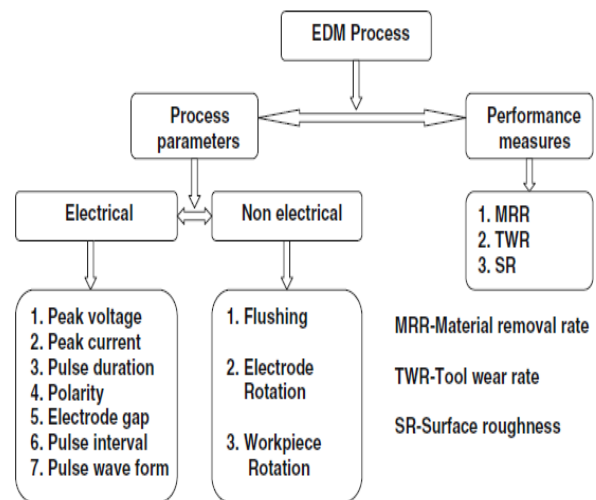 EDM Process
Process
parameters
Performance
measures
Electrical
Non electrical
1. MRR
2. TWR
3. SR
1. Peak voltage
2. Peak current
3. Pulse duration
4. Polarity
5. Electrode gap
6. Pulse interval
7. Pulse wave form
1. Flushing
2. Electrode
Rotation
3. Workpiece
Rotation
MRR-Material removal rate
TWR-Tool wear rate
SR-Surface roughness